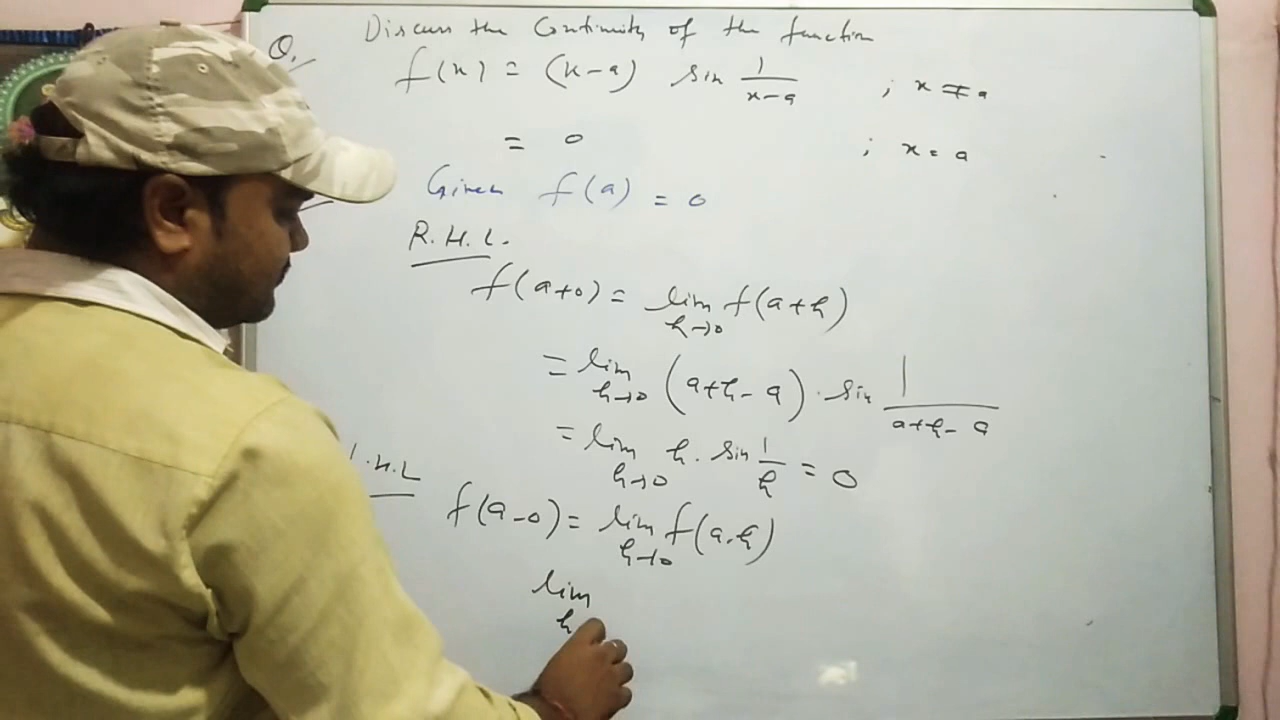 Q. Discuss the Continuity of the function
f(x) = (x-a) sin 1/(x-a) ; x ≠ a
= 0 ; x = a
Given f(a) = 0
R.H.L.
f(a+0) = lim h→0 f(a+h)
= lim h→0 (a+h-a) · sin 1/(a+h-a)
= lim h→0 h. sin 1/h = 0
L.H.L
f(a-0) = lim h→0 f(a-h)
lim h